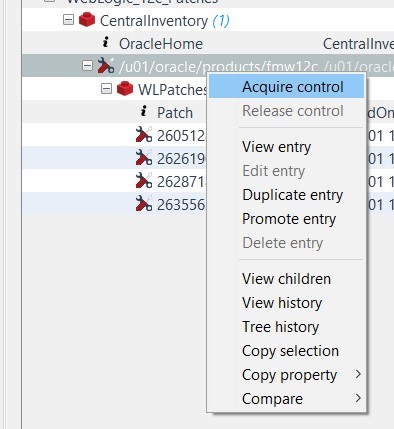 WebLogic_12c_Patches
CentralInventory (1)
OracleHome CentralInven
/u01/oracle/products/fmw12c /u01/orac
WLPatches
Patch dOn
260512 01 1
262619 01 1
262871 01 1
263556 01 1
Acquire control
Release control
View entry
Edit entry
Duplicate entry
Promote entry
Delete entry
View children
View history
Tree history
Copy selection
Copy property
Compare